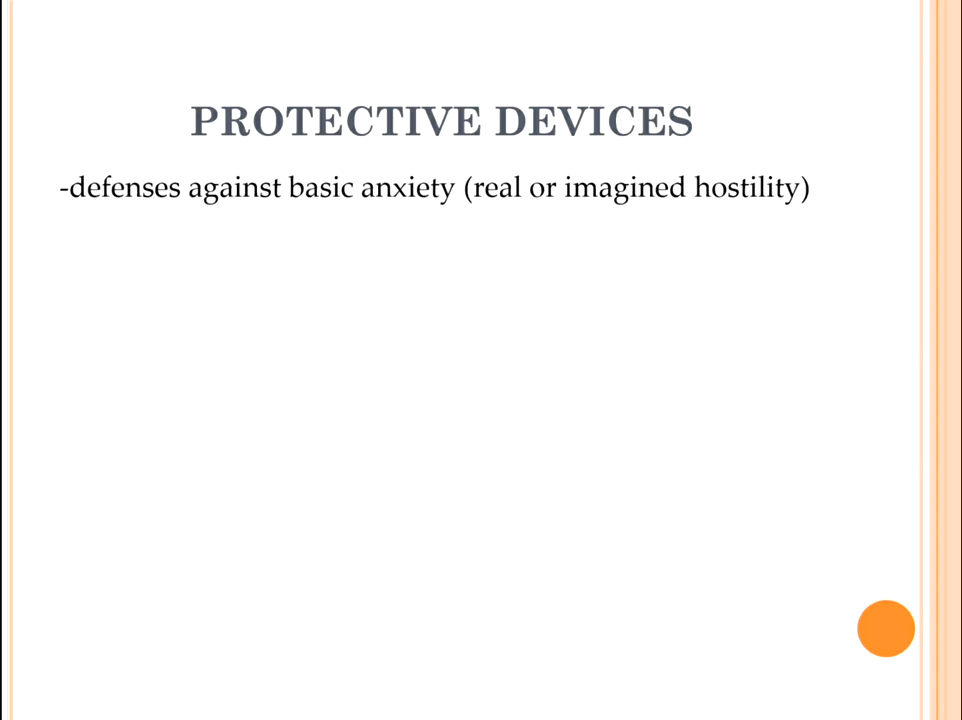 PROTECTIVE DEVICES
-defenses against basic anxiety (real or imagined hostility)